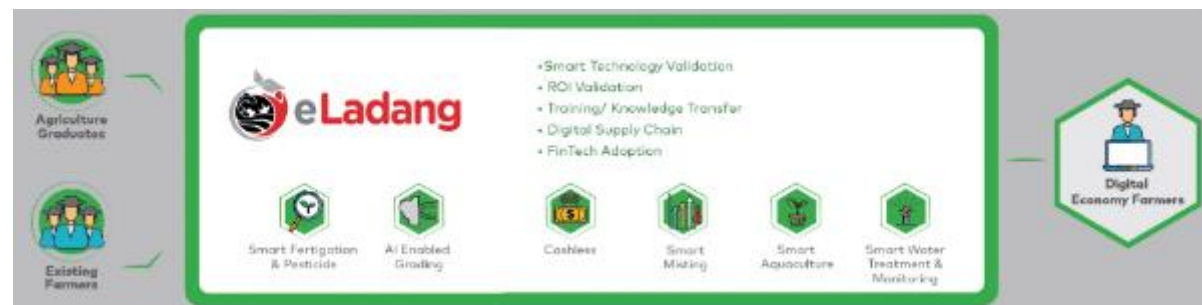 Agriculture
Graduates
Existing
Farmers
eLadang
•Smart Technology Validation
• ROI Validation
• Training/ Knowledge Transfer
• Digital Supply Chain
• FinTech Adoption
Smart Fertigation
& Pesticide
AI Enabled
Grading
Cashless
Smart
Misting
Smart
Aquaculture
Smart Water
Treatment &
Monitoring
Digital
Economy Farmers